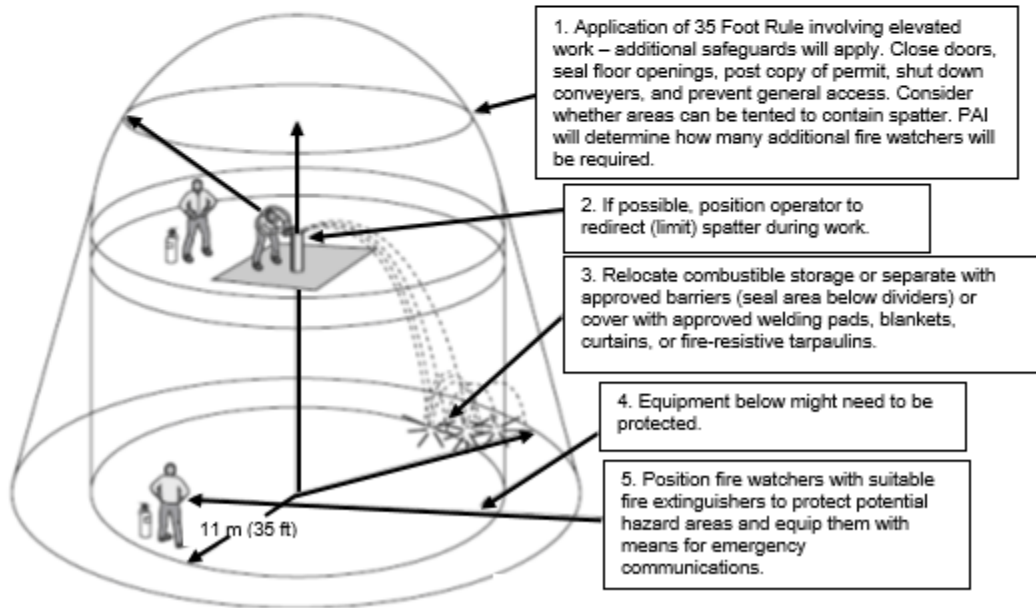 1. Application of 35 Foot Rule involving elevated
work – additional safeguards will apply. Close doors,
seal floor openings, post copy of permit, shut down
conveyers, and prevent general access. Consider
whether areas can be tented to contain spatter. PAI
will determine how many additional fire watchers will
be required.
2. If possible, position operator to
redirect (limit) spatter during work.
3. Relocate combustible storage or separate with
approved barriers (seal area below dividers) or
cover with approved welding pads, blankets,
curtains, or fire-resistive tarpaulins.
4. Equipment below might need to be
protected.
5. Position fire watchers with suitable
fire extinguishers to protect potential
hazard areas and equip them with
means for emergency
communications.
11 m (35 ft)